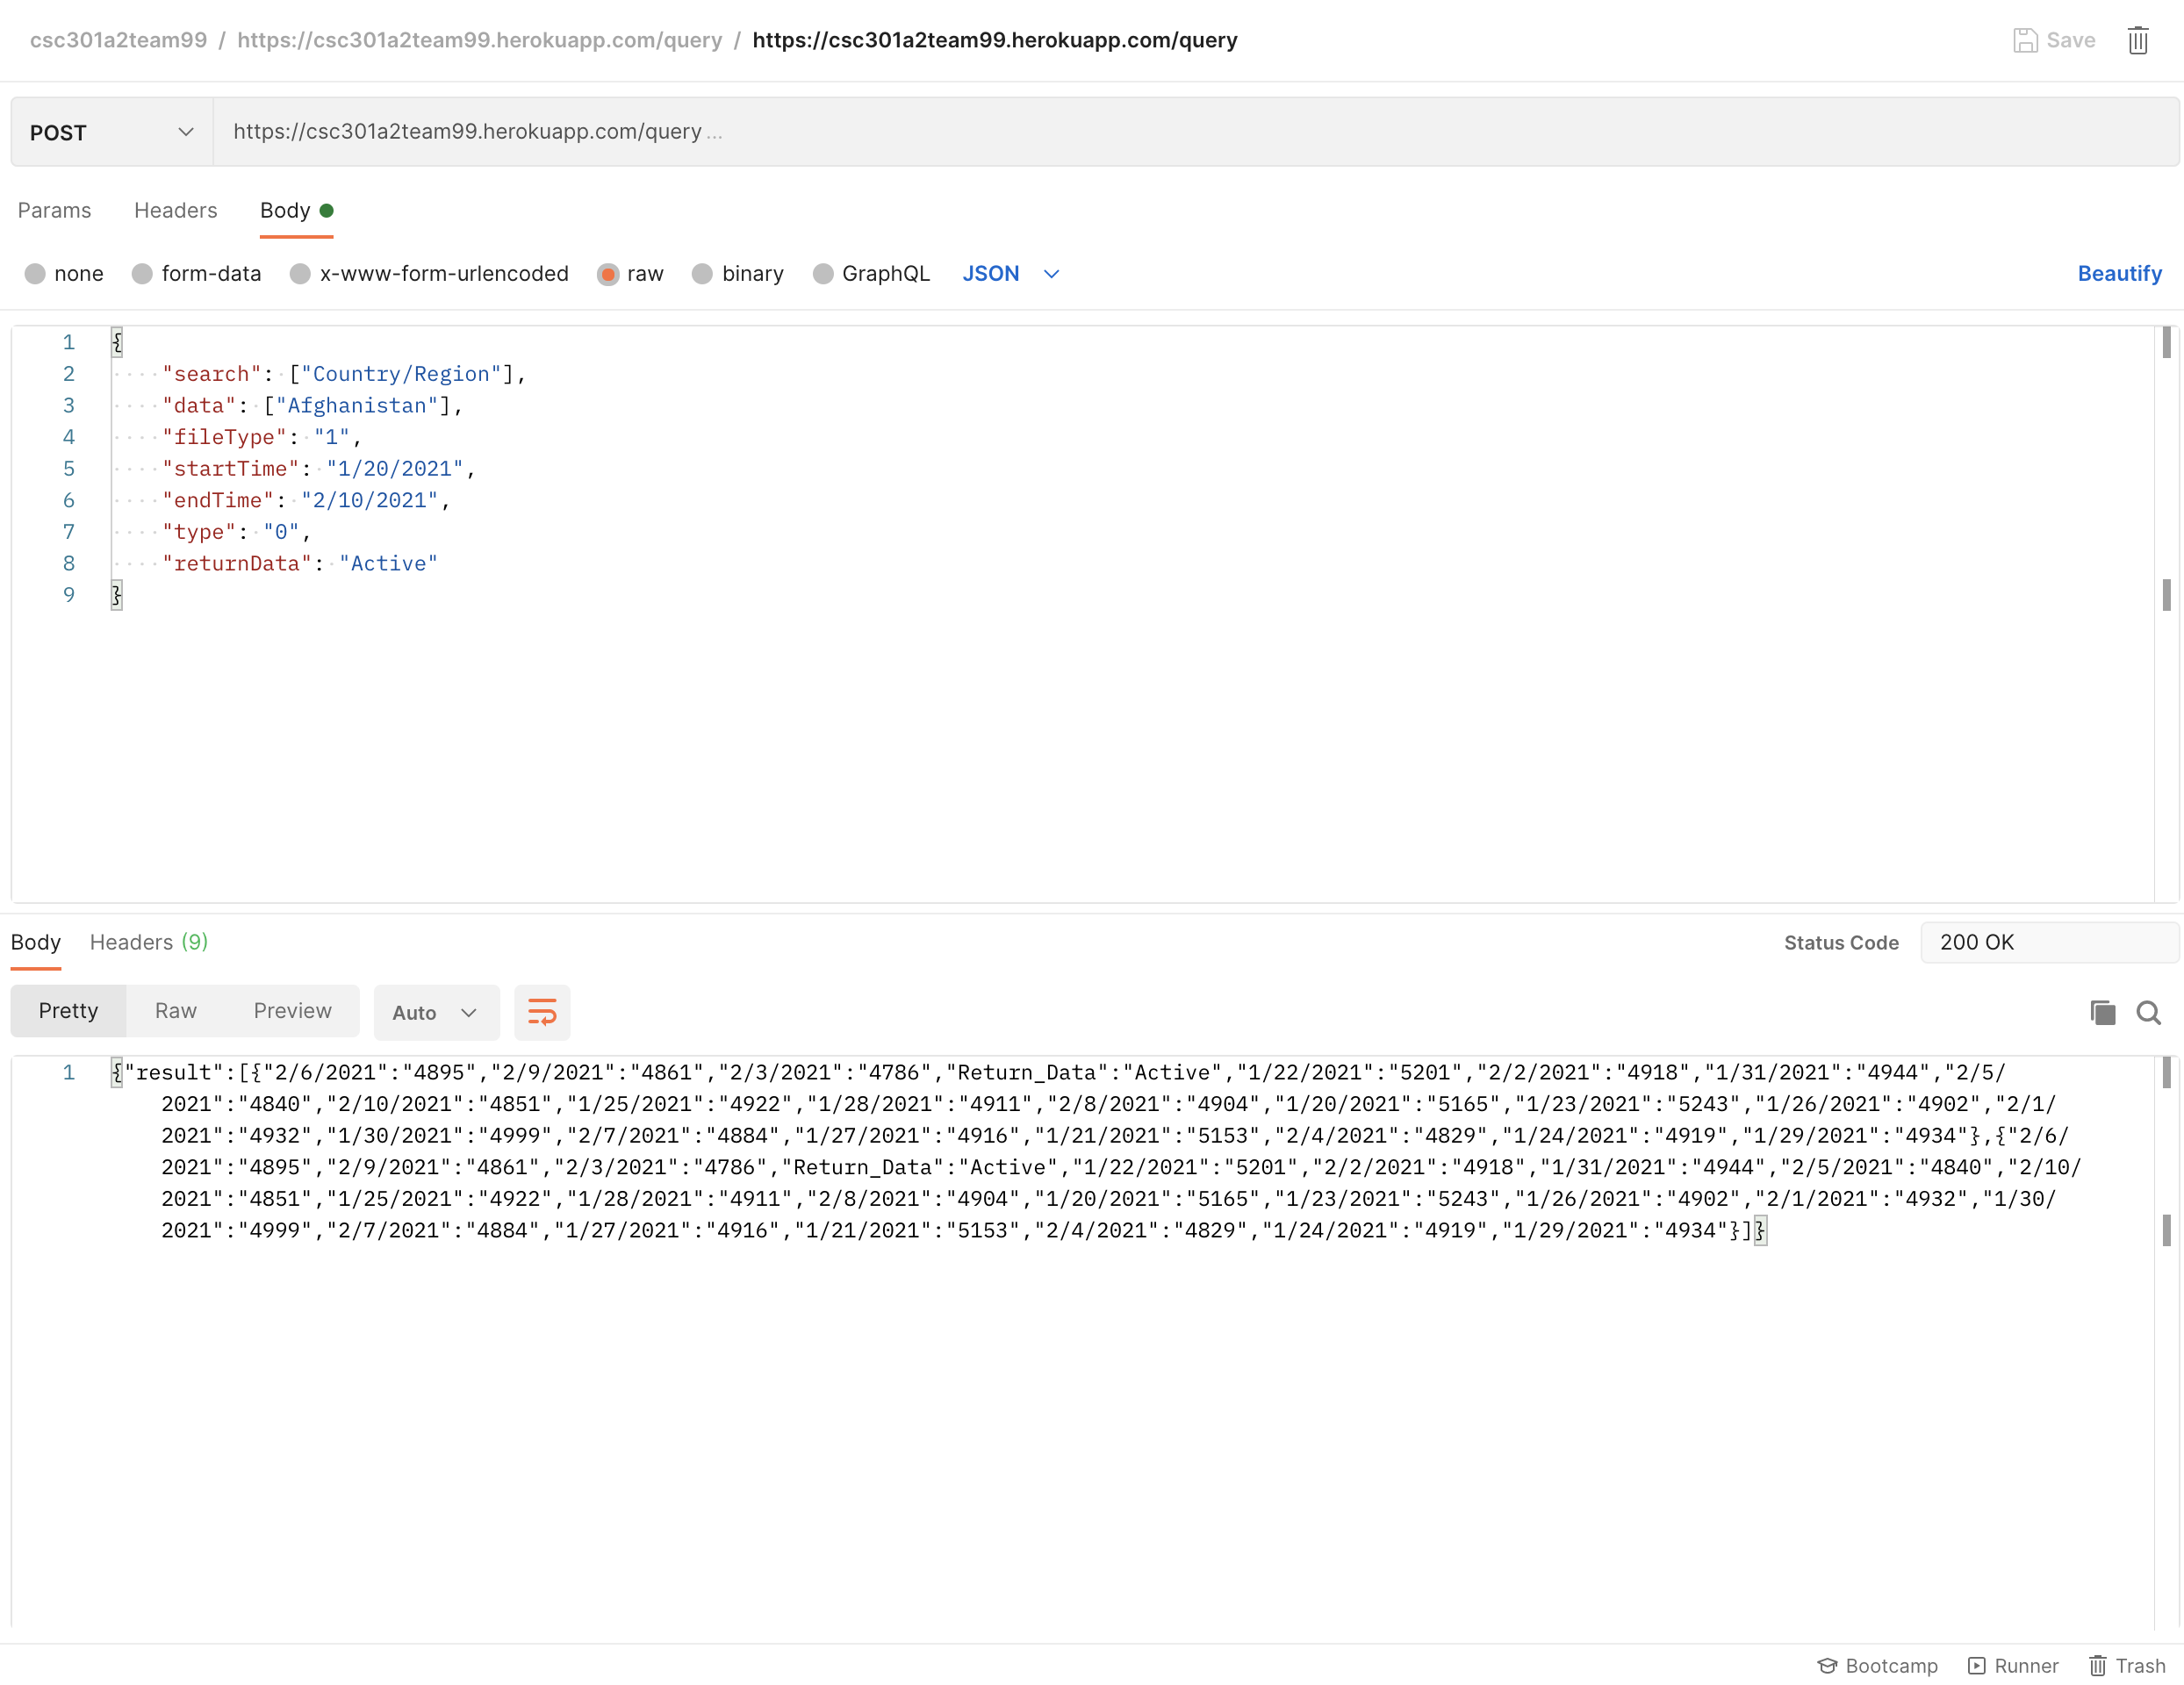 csc301a2team99 / https://csc301a2team99.herokuapp.com/query / https://csc301a2team99.herokuapp.com/query Save
POST https://csc301a2team99.herokuapp.com/query ...
Params Headers Body
none form-data x-www-form-urlencoded raw binary GraphQL JSON Beautify
1 {
2 "search": ["Country/Region"],
3 "data": ["Afghanistan"],
4 "fileType": "1",
5 "startTime": "1/20/2021",
6 "endTime": "2/10/2021",
7 "type": "0",
8 "returnData": "Active"
9 }
Body Headers (9) Status Code 200 OK
Pretty Raw Preview Auto
1 {"result":[{"2/6/2021":"4895","2/9/2021":"4861","2/3/2021":"4786","Return_Data":"Active","1/22/2021":"5201","2/2/2021":"4918","1/31/2021":"4944","2/5/
2021":"4840","2/10/2021":"4851","1/25/2021":"4922","1/28/2021":"4911","2/8/2021":"4904","1/20/2021":"5165","1/23/2021":"5243","1/26/2021":"4902","2/1/
2021":"4932","1/30/2021":"4999","2/7/2021":"4884","1/27/2021":"4916","1/21/2021":"5153","2/4/2021":"4829","1/24/2021":"4919","1/29/2021":"4934"},{"2/6/
2021":"4895","2/9/2021":"4861","2/3/2021":"4786","Return_Data":"Active","1/22/2021":"5201","2/2/2021":"4918","1/31/2021":"4944","2/5/2021":"4840","2/10/
2021":"4851","1/25/2021":"4922","1/28/2021":"4911","2/8/2021":"4904","1/20/2021":"5165","1/23/2021":"5243","1/26/2021":"4902","2/1/2021":"4932","1/30/
2021":"4999","2/7/2021":"4884","1/27/2021":"4916","1/21/2021":"5153","2/4/2021":"4829","1/24/2021":"4919","1/29/2021":"4934"}]}
Bootcamp Runner Trash